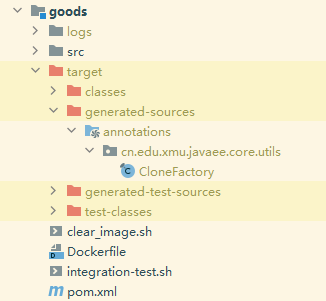 goods
logs
src
target
classes
generated-sources
annotations
cn.edu.xmu.javaee.core.utils
CloneFactory
generated-test-sources
test-classes
clear_image.sh
Dockerfile
integration-test.sh
pom.xml